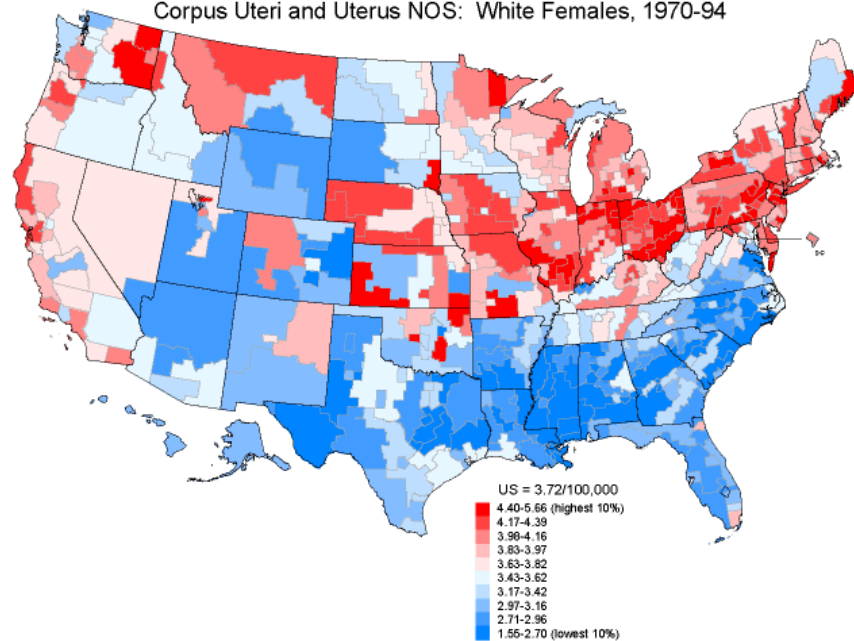 Corpus Uteri and Uterus NOS: White Females, 1970-94
US = 3.72/100,000
4.40-5.66 (highest 10%)
4.17-4.39
3.98-4.16
3.83-3.97
3.63-3.82
3.43-3.62
3.17-3.42
2.97-3.16
2.71-2.96
1.55-2.70 (lowest 10%)